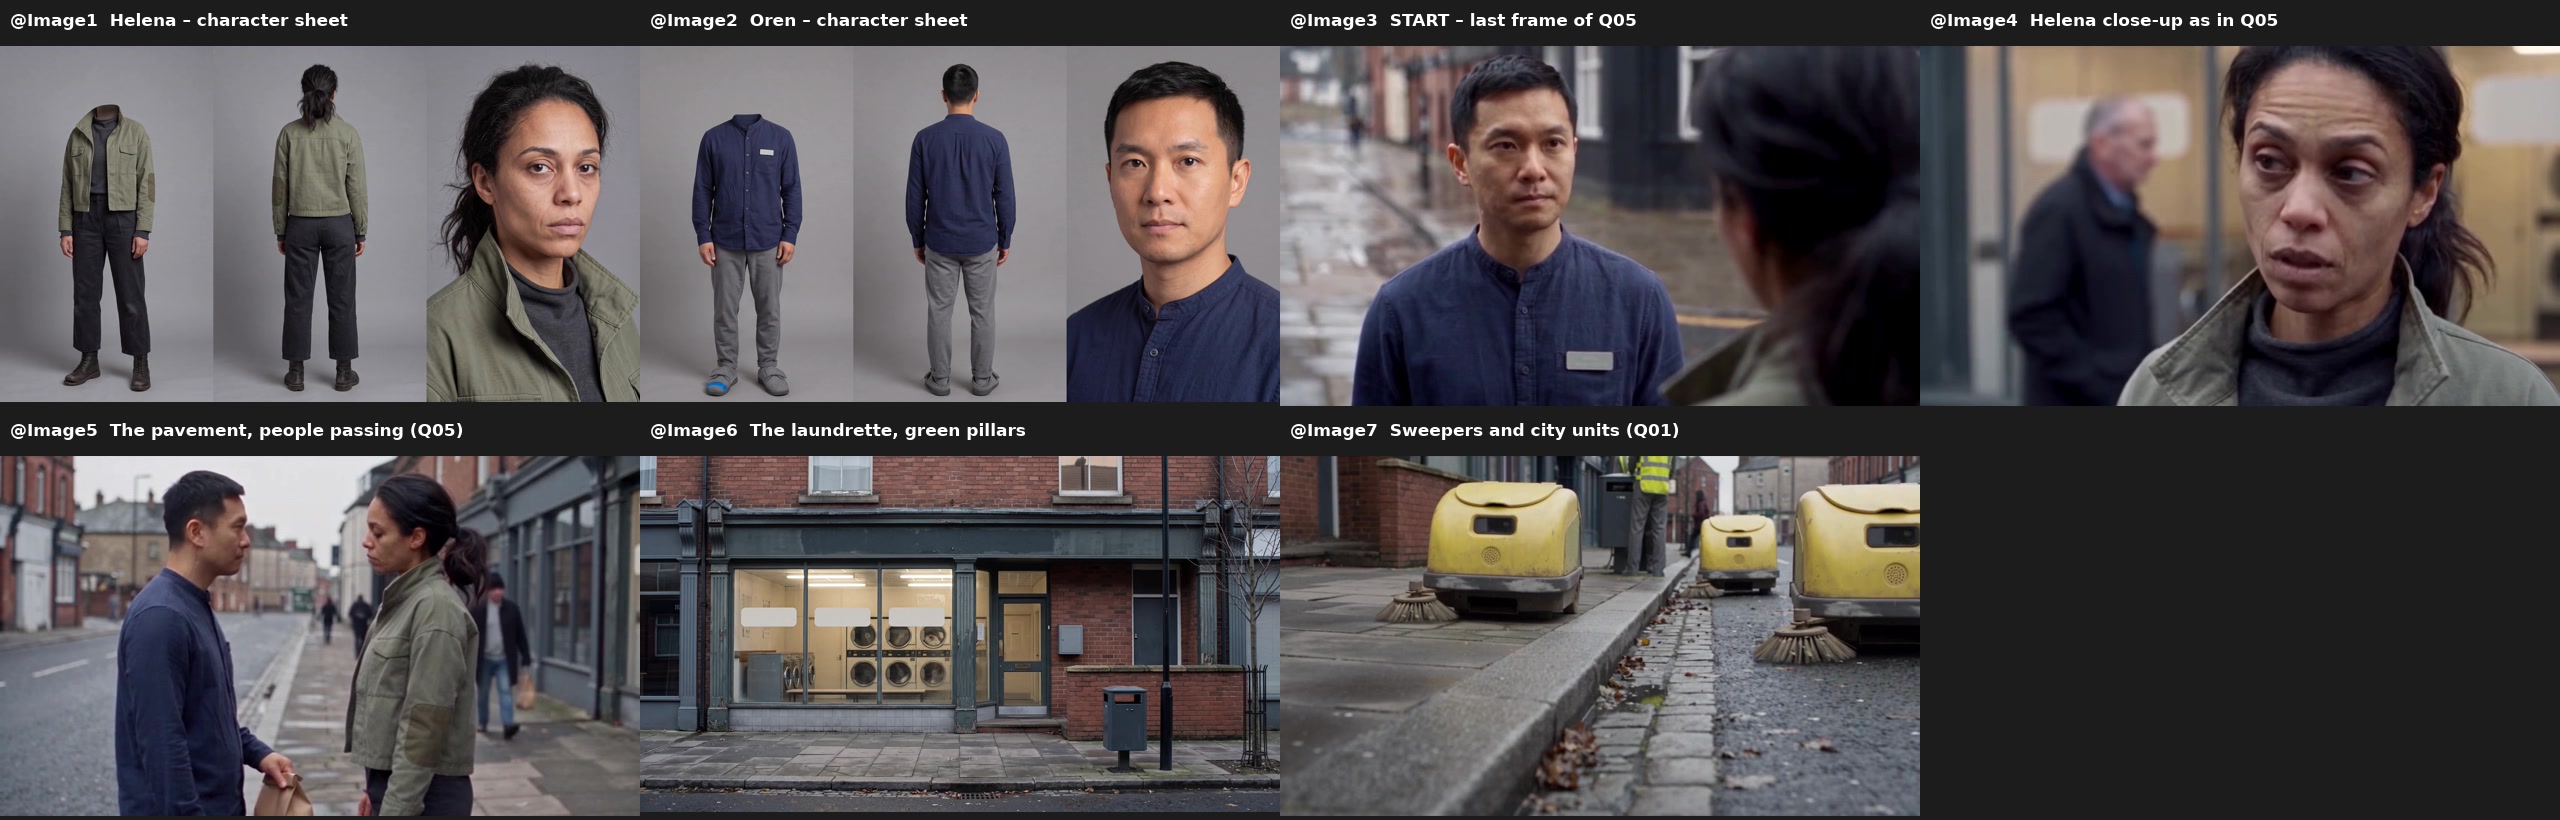 @Image1 Helena – character sheet
@Image2 Oren – character sheet
@Image3 START – last frame of Q05
@Image4 Helena close-up as in Q05
@Image5 The pavement, people passing (Q05)
@Image6 The laundrette, green pillars
@Image7 Sweepers and city units (Q01)